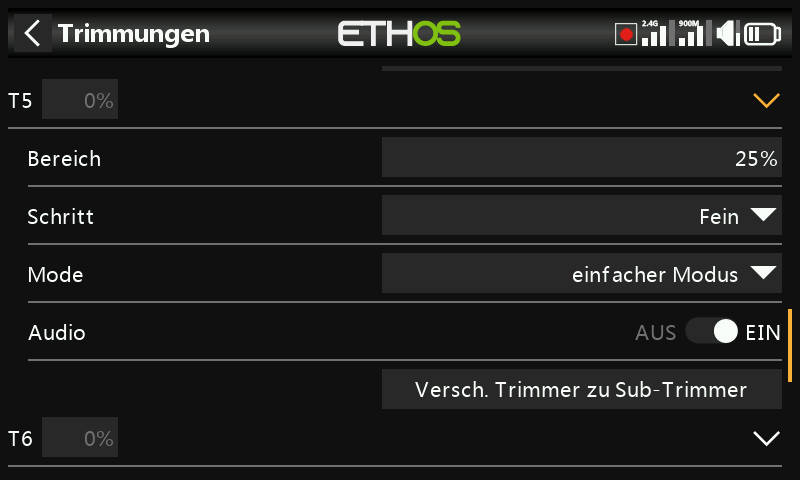 Trimmungen ETHOS 2.4G 900M
T5 0%
Bereich 25%
Schritt Fein
Mode einfacher Modus
Audio AUS EIN
Versch. Trimmer zu Sub-Trimmer
T6 0%